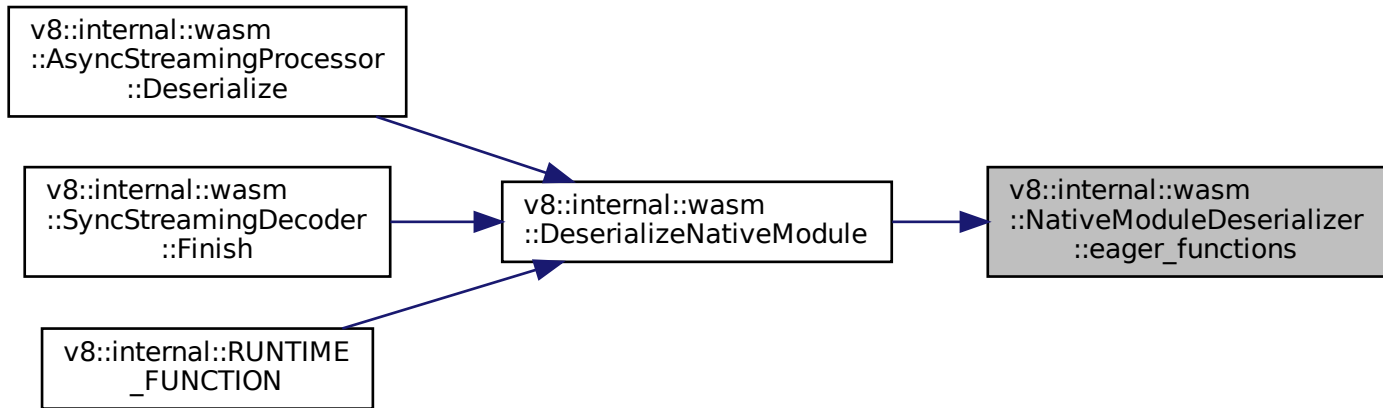 v8::internal::wasm
::AsyncStreamingProcessor
::Deserialize
v8::internal::wasm
::SyncStreamingDecoder
::Finish
v8::internal::RUNTIME
_FUNCTION
v8::internal::wasm
::DeserializeNativeModule
v8::internal::wasm
::NativeModuleDeserializer
::eager_functions